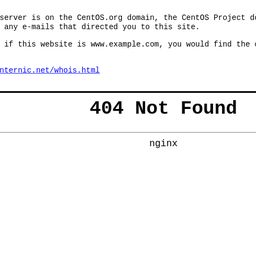 server is on the CentOS.org domain, the CentOS Project
any e-mails that directed you to this site.
if this website is www.example.com, you would find the
nternic.net/whois.html
404 Not Found
nginx